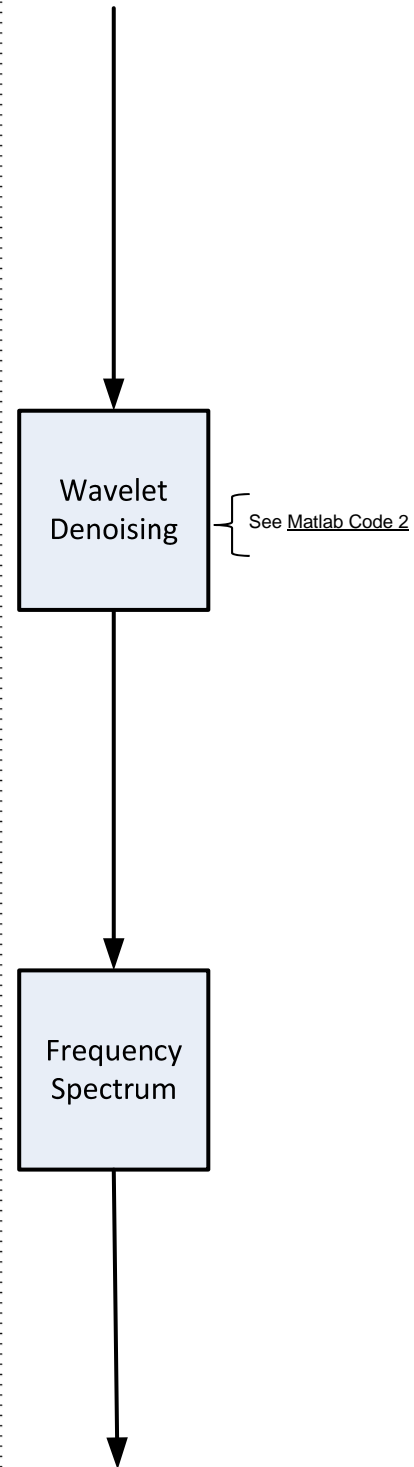 Wavelet
Denoising
See Matlab Code 2
Frequency
Spectrum